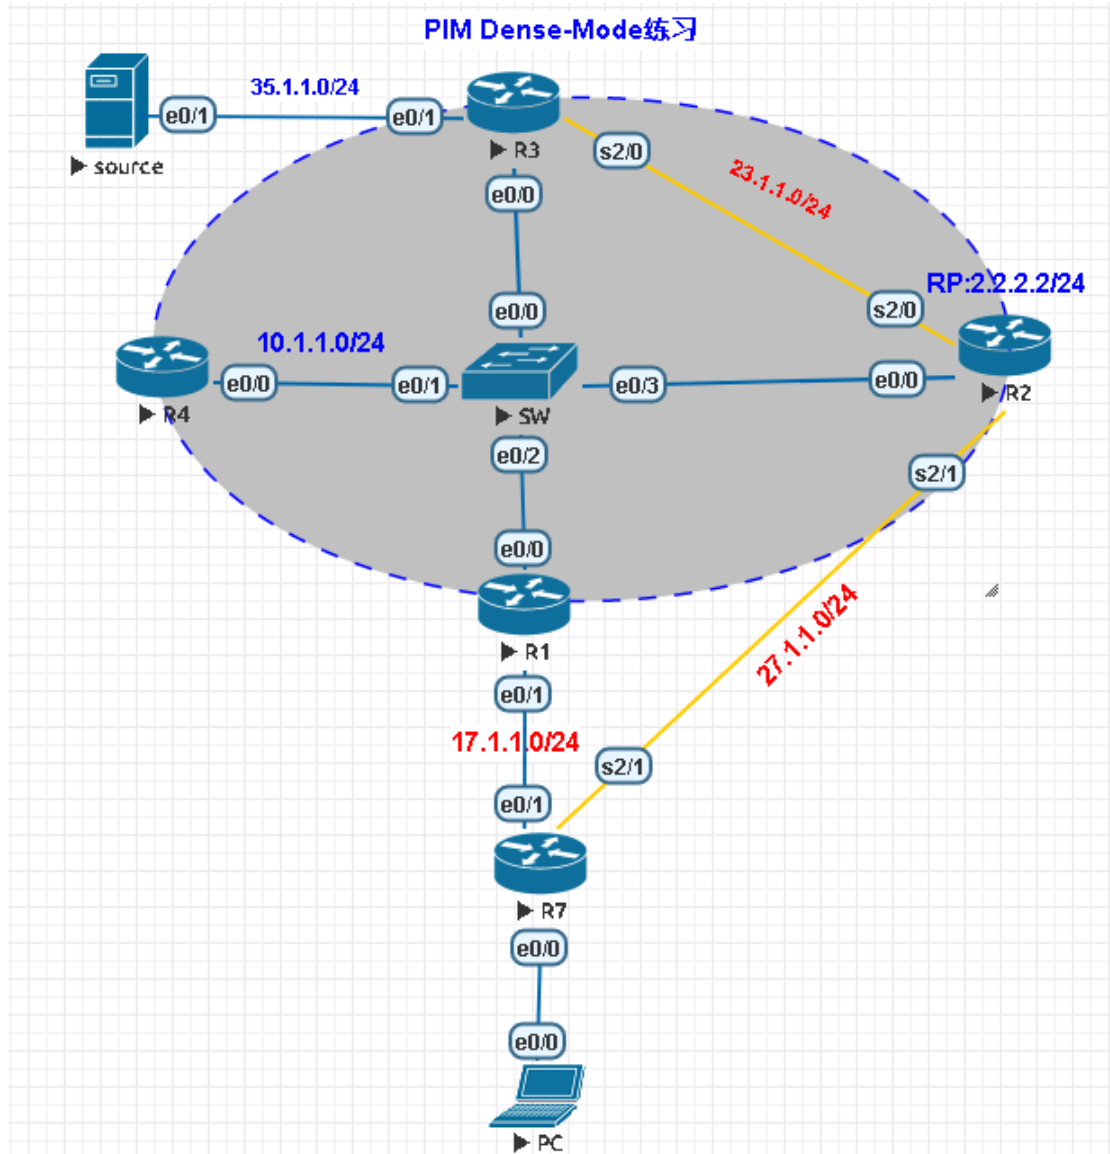 PIM Dense-Mode练习
35.1.1.0/24
e0/1
e0/1
source
R3
s2/0
e0/0
23.1.1.0/24
RP:2.2.2.2/24
e0/0
s2/0
10.1.1.0/24
e0/0
e0/1
e0/3
e0/0
R4
SW
R2
e0/2
s2/1
e0/0
R1
27.1.1.0/24
e0/1
17.1.1.0/24
s2/1
e0/1
R7
e0/0
e0/0
PC